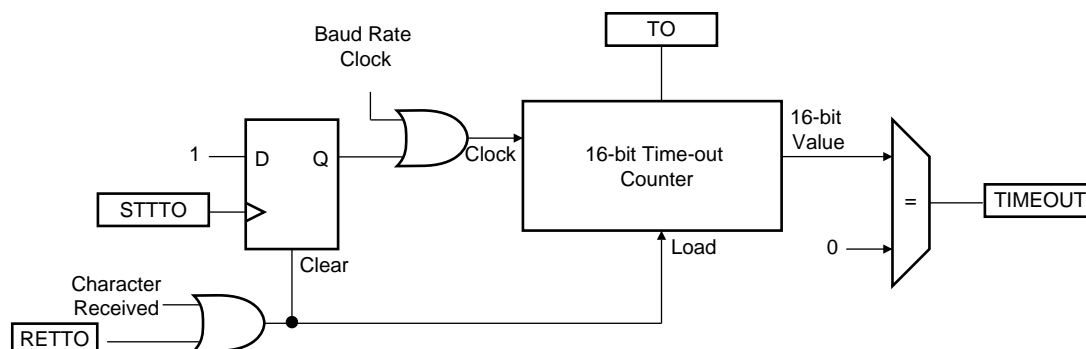 TO
Baud Rate
Clock
16-bit
Value
1
D
Q
Clock
16-bit Time-out
Counter
STTTO
=
TIMEOUT
Clear
Load
0
Character
Received
RETTO